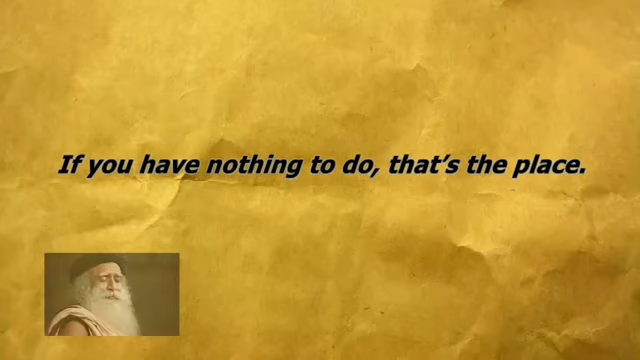 If you have nothing to do, that’s the place.